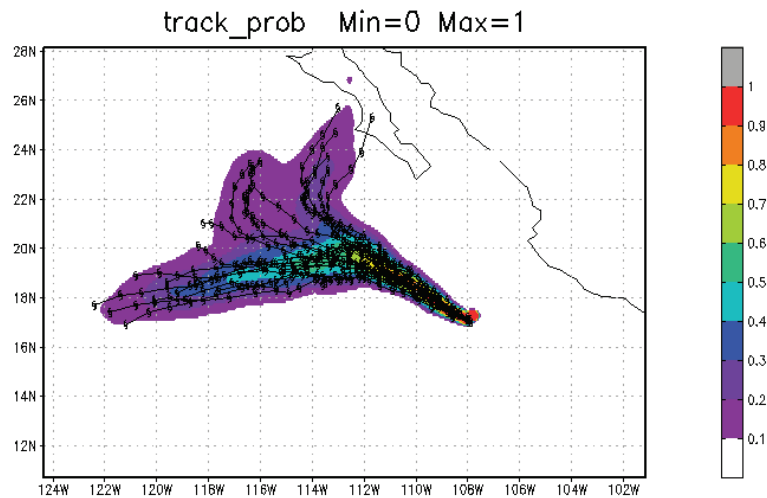 track_prob Min=0 Max=1
28N
26N
24N
22N
20N
18N
16N
14N
12N
124W 122W 120W 118W 116W 114W 112W 110W 108W 106W 104W 102W
1
0.9
0.8
0.7
0.6
0.5
0.4
0.3
0.2
0.1